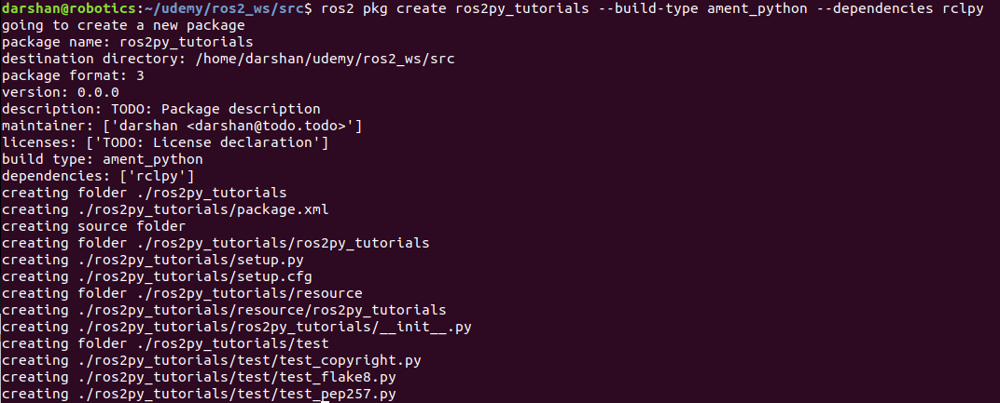 darshan@robotics:~/udemy/ros2_ws/src$ ros2 pkg create ros2py_tutorials --build-type ament_python --dependencies rclpy
going to create a new package
package name: ros2py_tutorials
destination directory: /home/darshan/udemy/ros2_ws/src
package format: 3
version: 0.0.0
description: TODO: Package description
maintainer: ['darshan <darshan@todo.todo>']
licenses: ['TODO: License declaration']
build type: ament_python
dependencies: ['rclpy']
creating folder ./ros2py_tutorials
creating ./ros2py_tutorials/package.xml
creating source folder
creating folder ./ros2py_tutorials/ros2py_tutorials
creating ./ros2py_tutorials/setup.py
creating ./ros2py_tutorials/setup.cfg
creating folder ./ros2py_tutorials/resource
creating ./ros2py_tutorials/resource/ros2py_tutorials
creating ./ros2py_tutorials/ros2py_tutorials/__init__.py
creating folder ./ros2py_tutorials/test
creating ./ros2py_tutorials/test/test_copyright.py
creating ./ros2py_tutorials/test/test_flake8.py
creating ./ros2py_tutorials/test/test_pep257.py